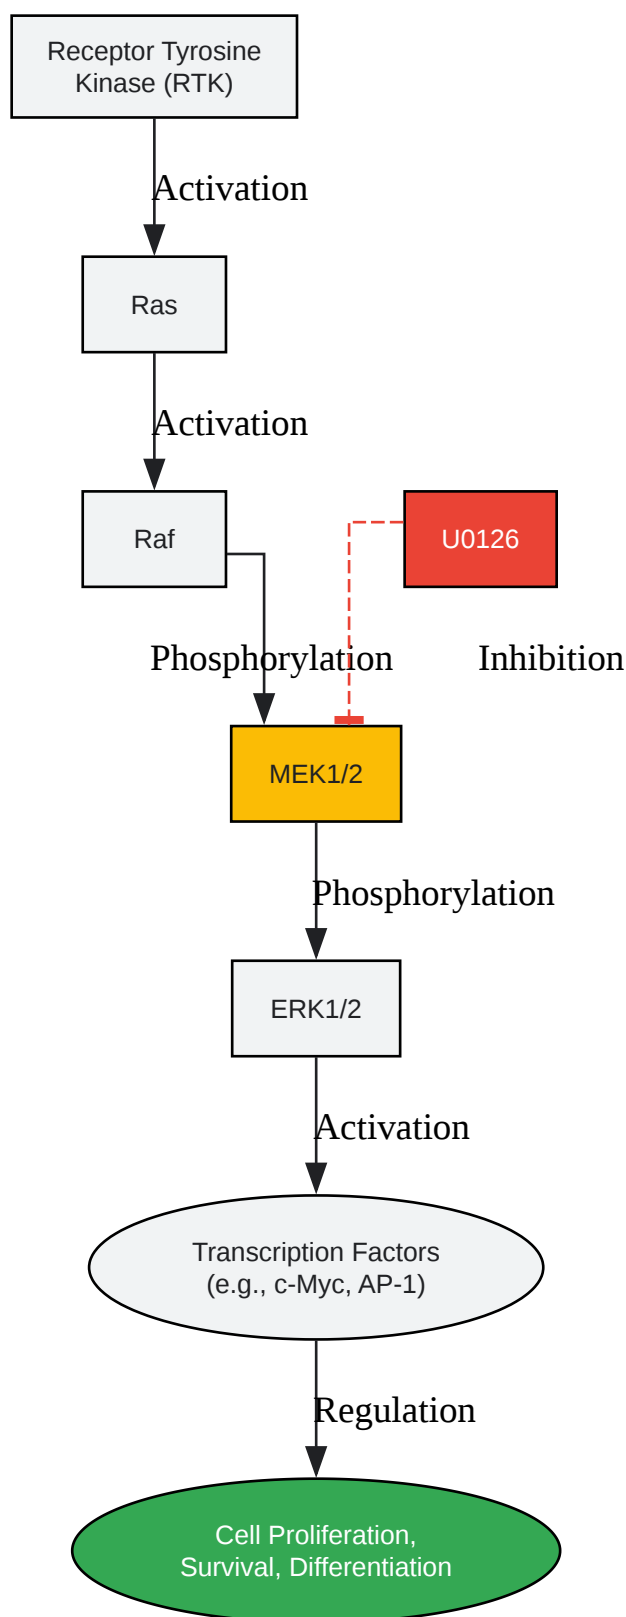 Receptor Tyrosine
Kinase (RTK)
Activation
Ras
Activation
Raf
U0126
Phosphorylation
Inhibition
MEK1/2
Phosphorylation
ERK1/2
Activation
Transcription Factors
(e.g., c-Myc, AP-1)
Regulation
Cell Proliferation,
Survival, Differentiation